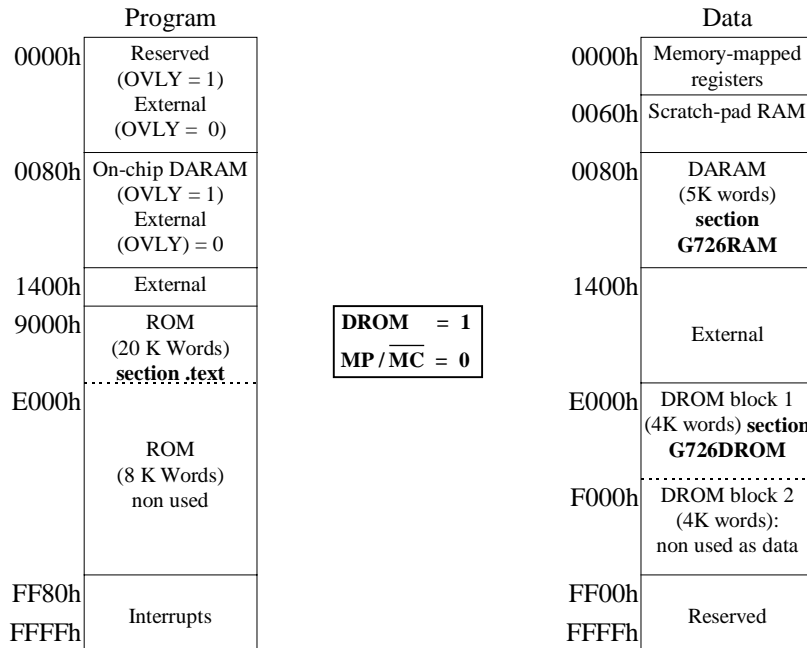 Program
0000h
Reserved
(OVLY = 1)
External
(OVLY = 0)
0080h
On-chip DARAM
(OVLY = 1)
External
(OVLY) = 0
1400h
External
9000h
ROM
(20 K Words)
section .text
E000h
ROM
(8 K Words)
non used
FF80h
Interrupts
FFFFh
DROM = 1
MP / MC = 0
Data
0000h
Memory-mapped
registers
0060h
Scratch-pad RAM
0080h
DARAM
(5K words)
section
G726RAM
1400h
External
E000h
DROM block 1
(4K words) section
G726DROM
F000h
DROM block 2
(4K words):
non used as data
FF00h
Reserved
FFFFh